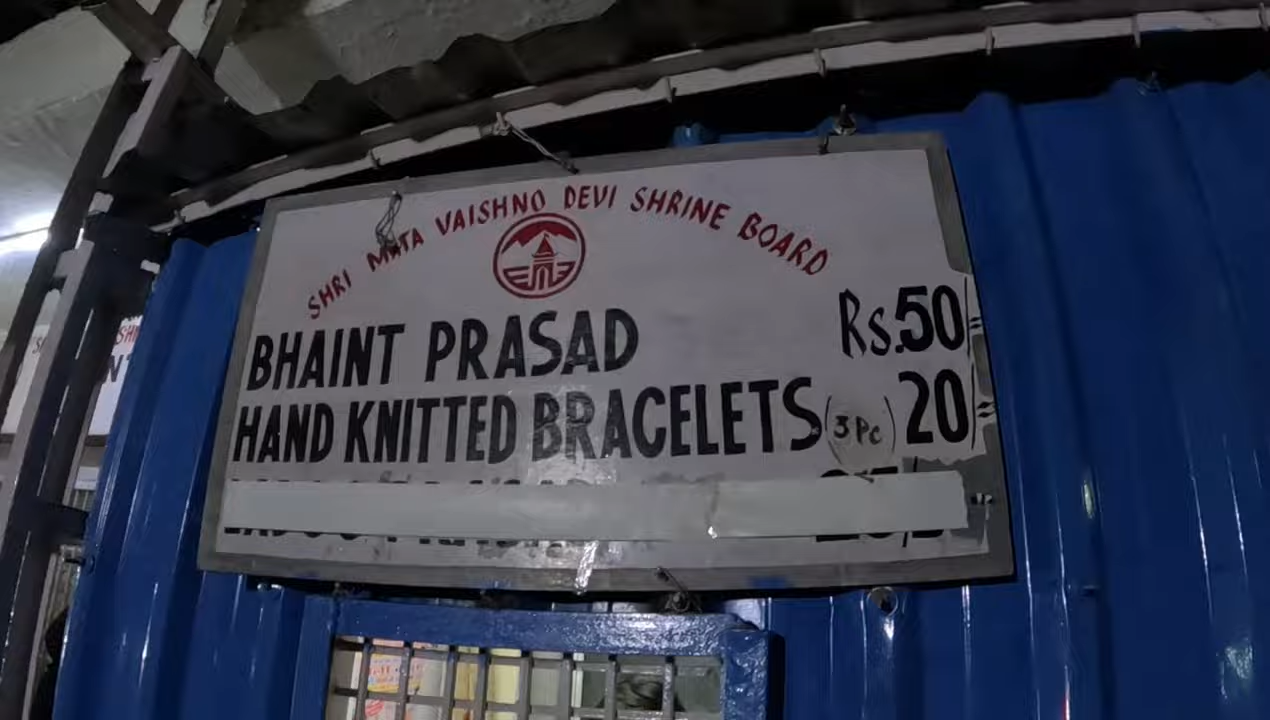 SHRI MATA VAISHNO DEVI SHRINE BOARD
BHAINT PRASAD Rs.50/=
HAND KNITTED BRACELETS (3 Pc) 20/=